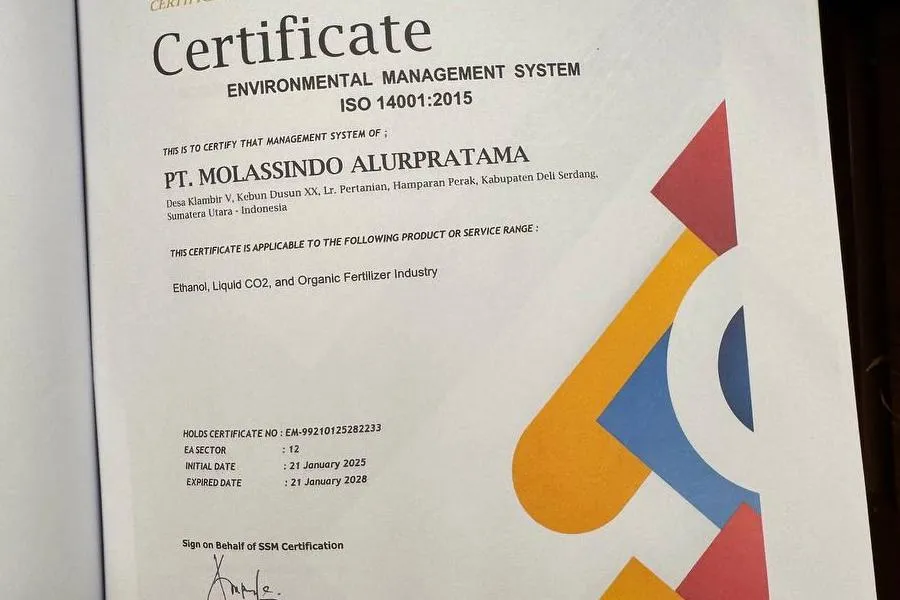 Certificate
ENVIRONMENTAL MANAGEMENT SYSTEM
ISO 14001:2015
THIS IS TO CERTIFY THAT MANAGEMENT SYSTEM OF ;
PT. MOLASSINDO ALURPRATAMA
Desa Klambir V, Kebun Dusun XX, Lr. Pertanian, Hamparan Perak, Kabupaten Deli Serdang,
Sumatera Utara - Indonesia
THIS CERTIFICATE IS APPLICABLE TO THE FOLLOWING PRODUCT OR SERVICE RANGE :
Ethanol, Liquid CO2, and Organic Fertilizer Industry
HOLDS CERTIFICATE NO : EM-99210125282233
EA SECTOR : 12
INITIAL DATE : 21 January 2025
EXPIRED DATE : 21 January 2028
Sign on Behalf of SSM Certification